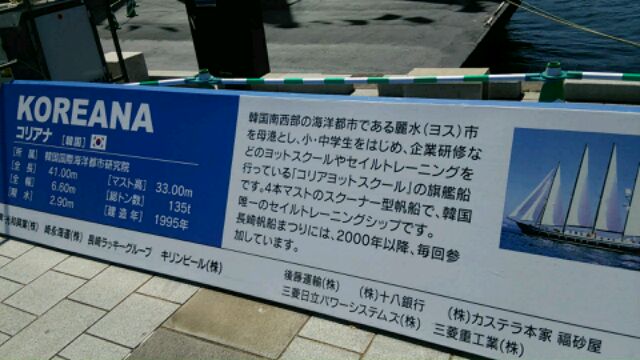 KOREANA
コリアナ [韓国]
[所属] 韓国国際海洋都市研究院
[全長] 41.00m [マスト高] 33.00m
[全幅] 6.60m [総トン数] 135t
[喫水] 2.90m [建造年] 1995年
韓国南西部の海洋都市である麗水(ヨス)市
を母港とし、小・中学生をはじめ、企業研修な
どのヨットスクールやセイルトレーニングを
行っている「コリアヨットスクール」の旗艦船
です。4本マストのスクーナー型帆船で、韓国
唯一のセイルトレーニングシップです。
長崎帆船まつりには、2000年以降、毎回参
加しています。
長崎ラッキーグループ キリンビール(株)
後藤運輸(株) (株)十八銀行 (株)カステラ本家 福砂屋
三菱日立パワーシステムズ(株) 三菱重工業(株)